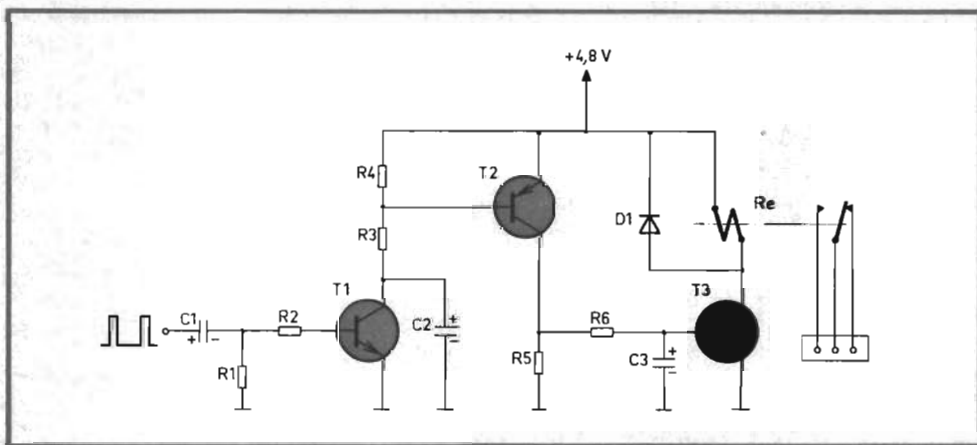 +4,8 V
R4
T2
R3
D1
Re
T1
T3
C1
R2
+
-
R1
+
-
C2
R5
R6
C3
+
-